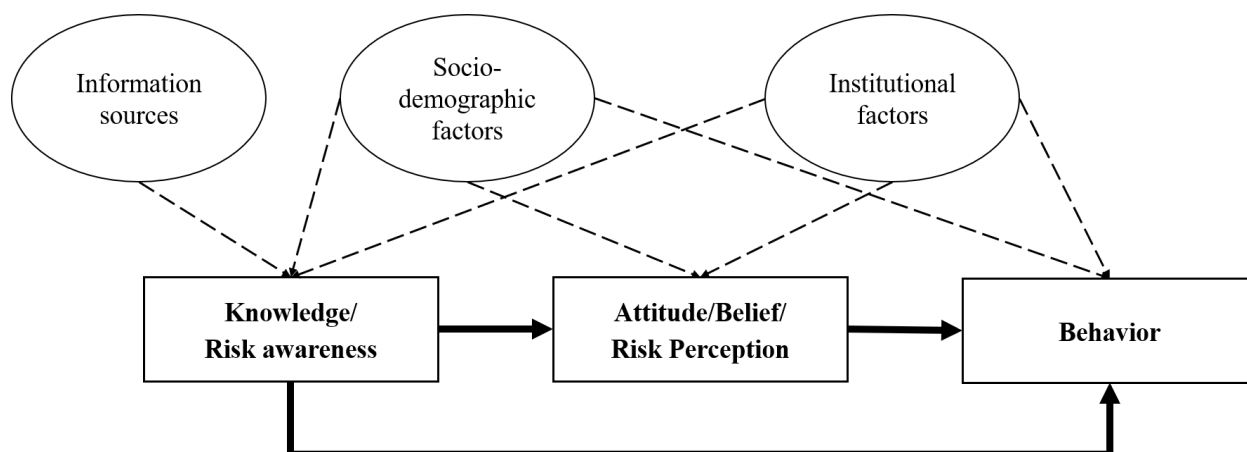 Information
sources
Socio-
demographic
factors
Institutional
factors
Knowledge/
Risk awareness
Attitude/Belief/
Risk Perception
Behavior